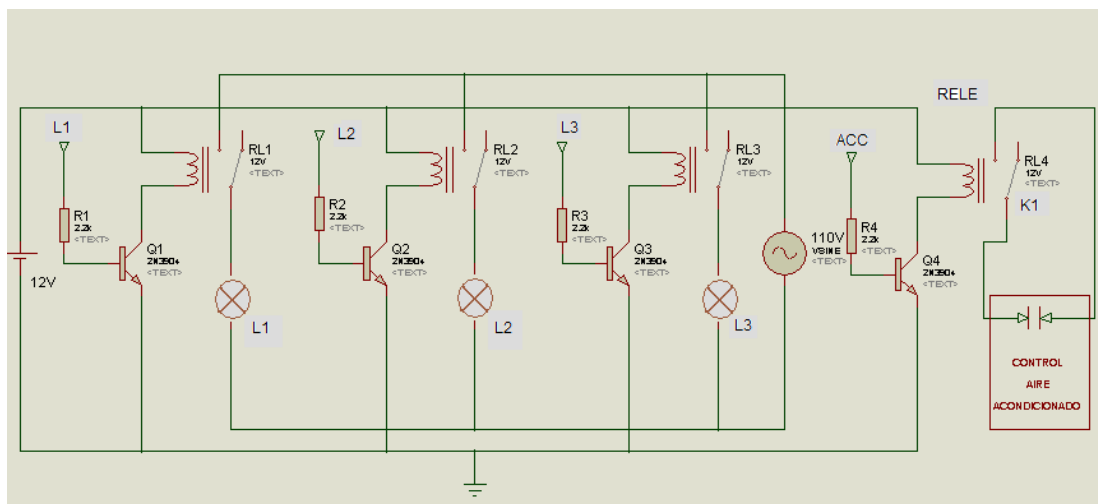 RELE
L1
L2
L3
ACC
RL1
12V
<TEXT>
RL2
12V
<TEXT>
RL3
12V
<TEXT>
RL4
12V
<TEXT>
K1
R1
2.2k
<TEXT>
R2
2.2k
<TEXT>
R3
2.2k
<TEXT>
R4
2.2k
<TEXT>
Q1
2N3904
<TEXT>
Q2
2N3904
<TEXT>
Q3
2N3904
<TEXT>
110V
VSINE
<TEXT>
Q4
2N3904
<TEXT>
12V
L1
L2
L3
CONTROL
AIRE
ACONDICIONADO